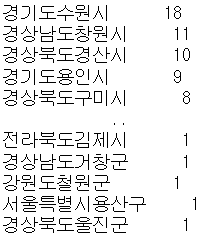 경기도수원시 18
경상남도창원시 11
경상북도경산시 10
경기도용인시 9
경상북도구미시 8
..
전라북도김제시 1
경상남도거창군 1
강원도철원군 1
서울특별시용산구 1
경상북도울진군 1